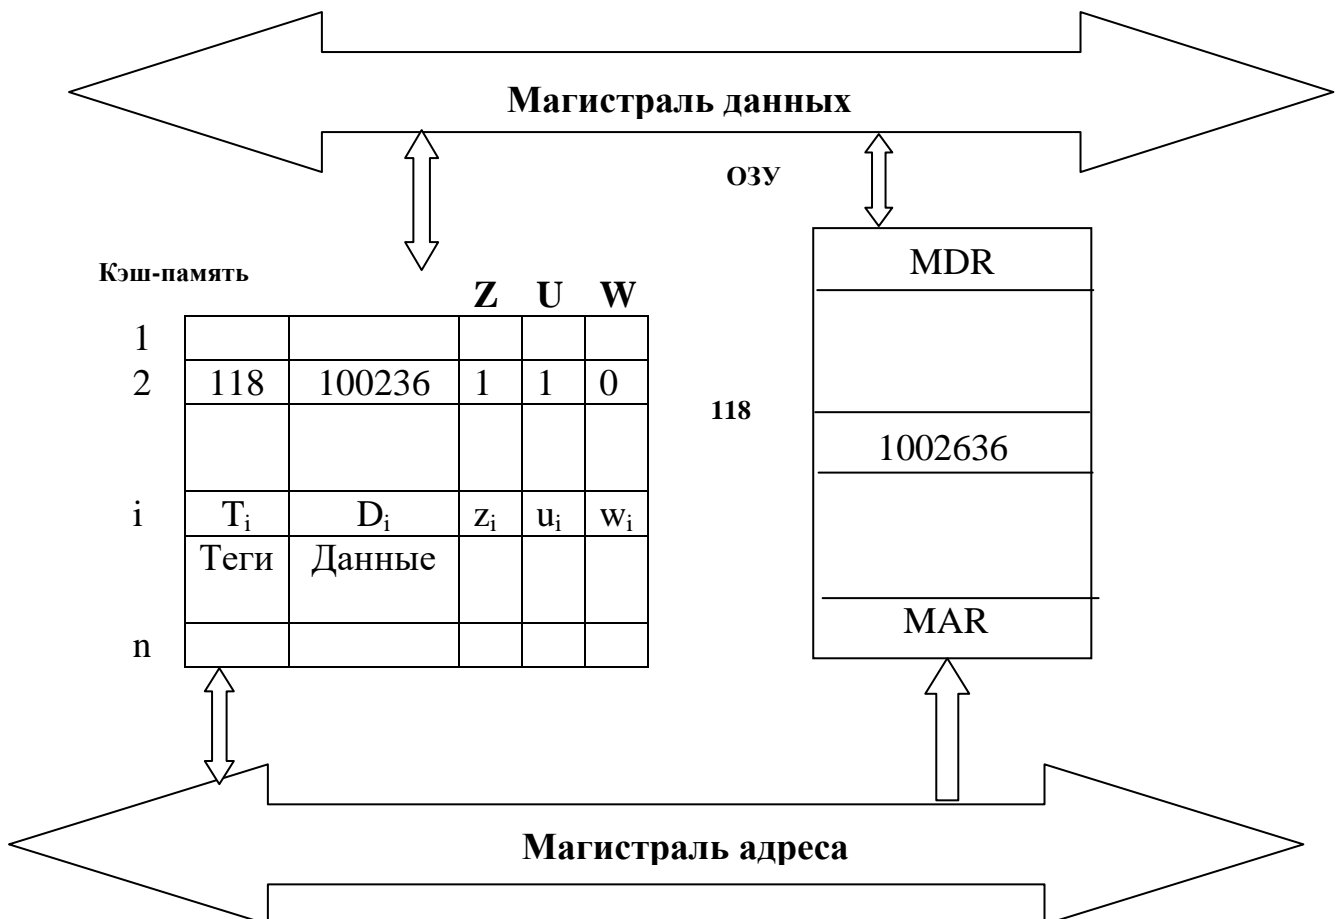 Магистраль данных
ОЗУ
MDR
Кэш-память
Z U W
1
2 118 100236 1 1 0
118
1002636
i Ti Di zi ui wi
Теги Данные
MAR
n
Магистраль адреса